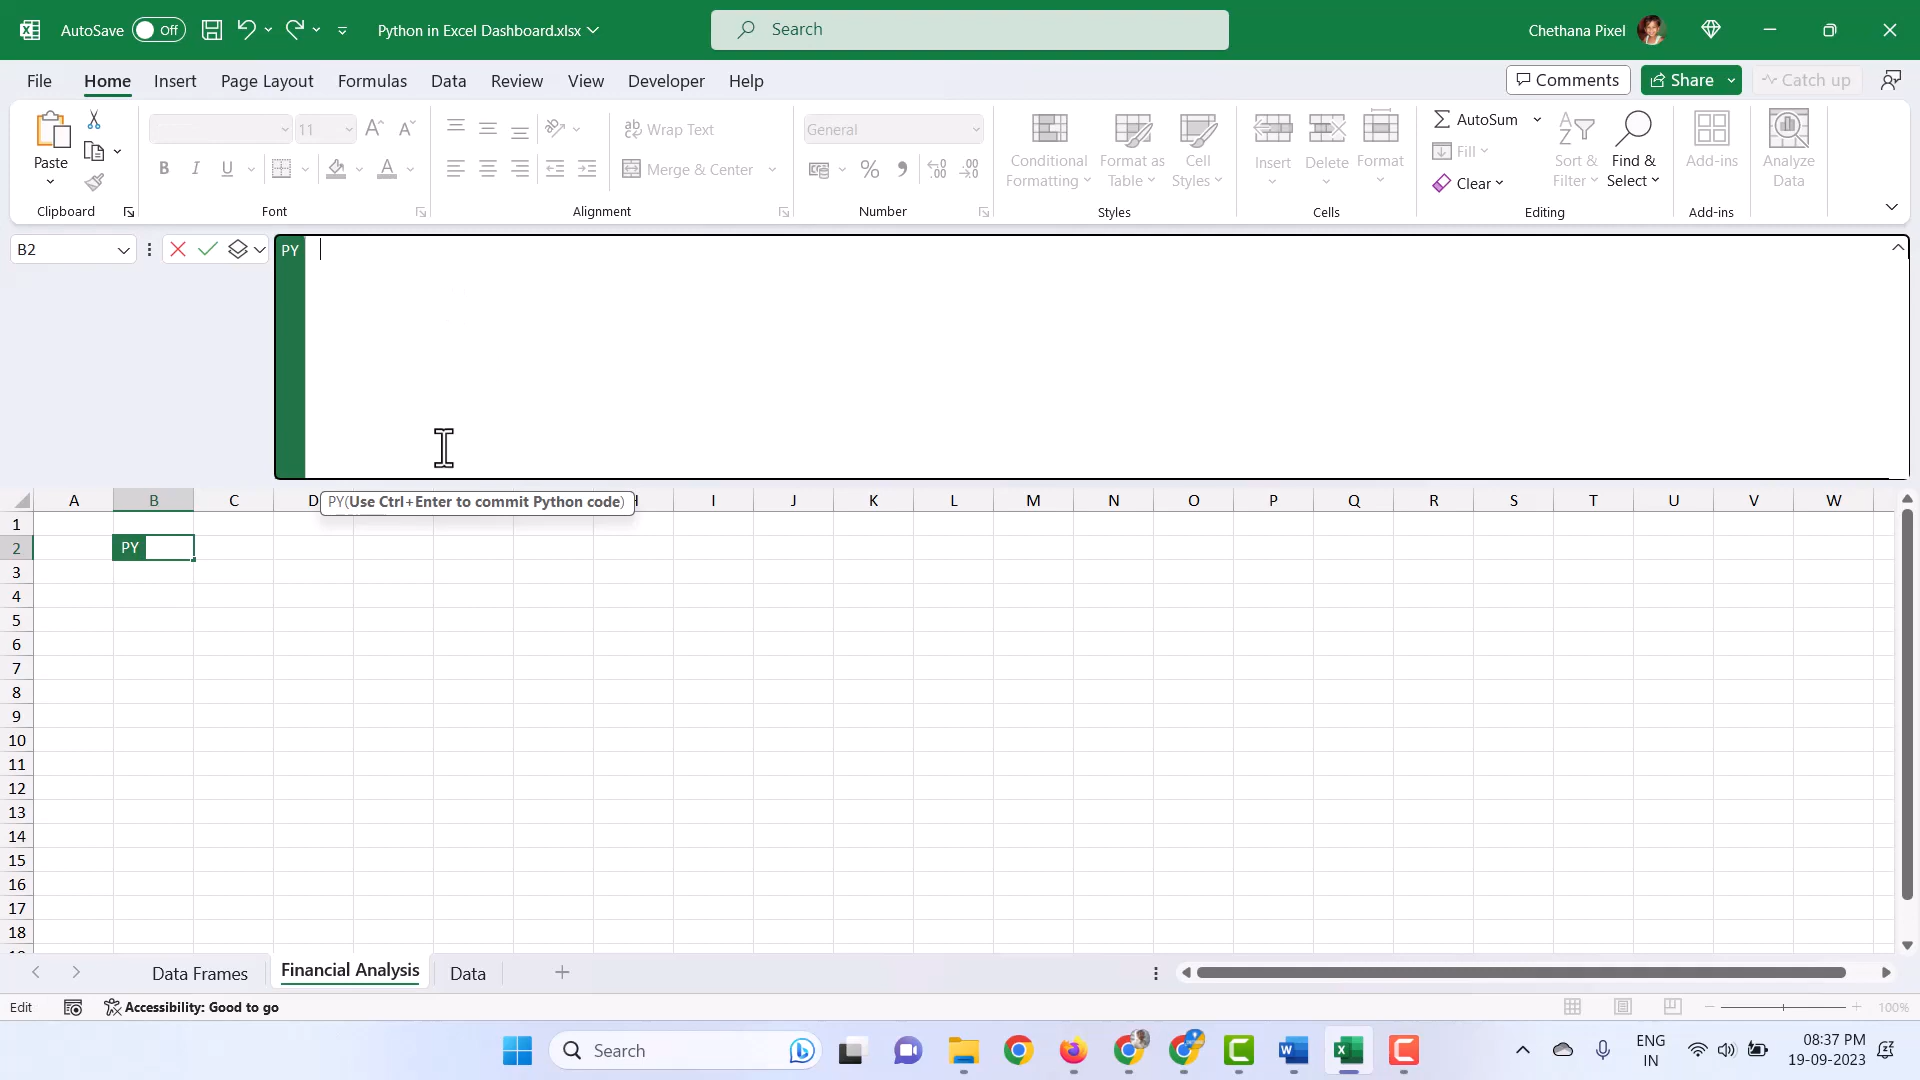 AutoSave Off Python in Excel Dashboard.xlsx Search Chethana Pixel
File Home Insert Page Layout Formulas Data Review View Developer Help Comments Share Catch up
Paste 11 Wrap Text General Conditional Formatting Format as Table Cell Styles Insert Delete Format AutoSum Sort & Filter Find & Select Add-ins Analyze Data
B I U Merge & Center % Fill Clear
Clipboard Font Alignment Number Styles Cells Editing Add-ins
B2 PY
A B C D H I J K L M N O P Q R S T U V W
PY(Use Ctrl+Enter to commit Python code)
1
2 PY
3
4
5
6
7
8
9
10
11
12
13
14
15
16
17
18
Data Frames Financial Analysis Data
Edit Accessibility: Good to go 100%
Search ENG 08:37 PM
IN 19-09-2023